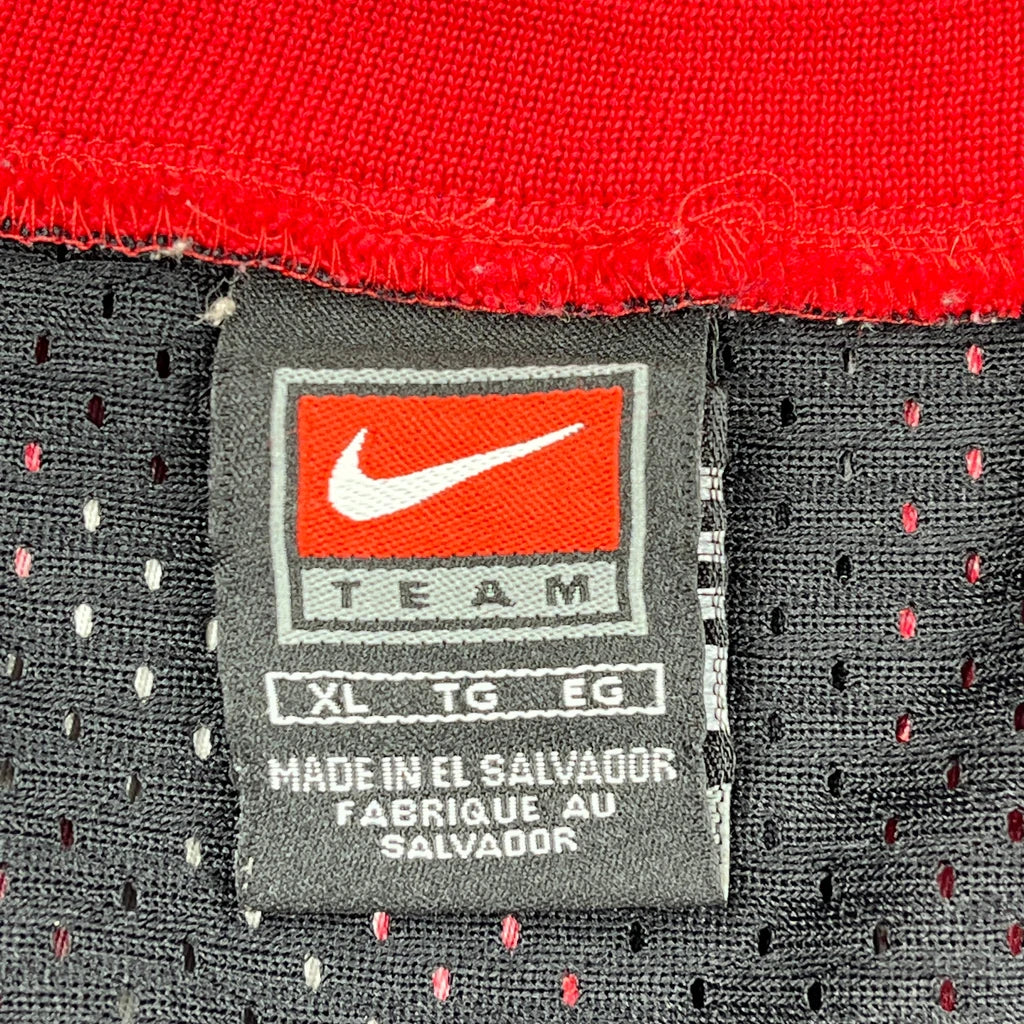 TEAM
XL TG EG
MADE IN EL SALVADOR
FABRIQUE AU
SALVADOR